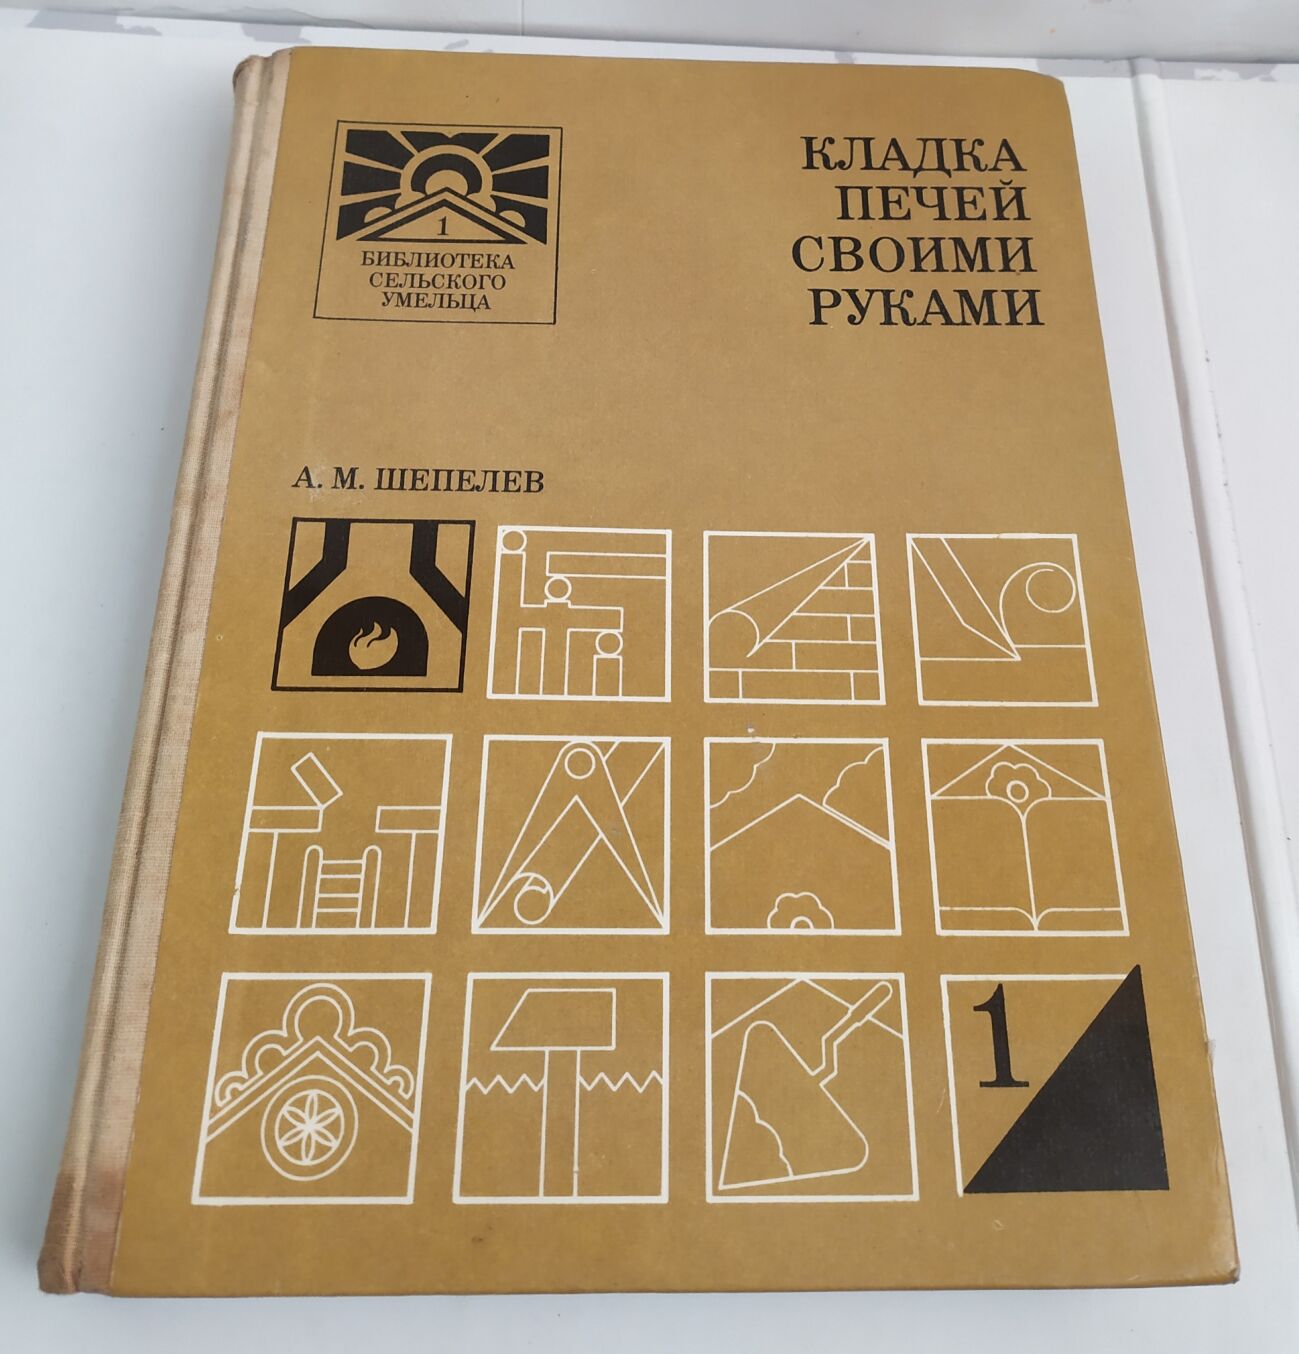 1
БИБЛИОТЕКА
СЕЛЬСКОГО
УМЕЛЬЦА
КЛАДКА
ПЕЧЕЙ
СВОИМИ
РУКАМИ
А. М. ШЕПЕЛЕВ
1